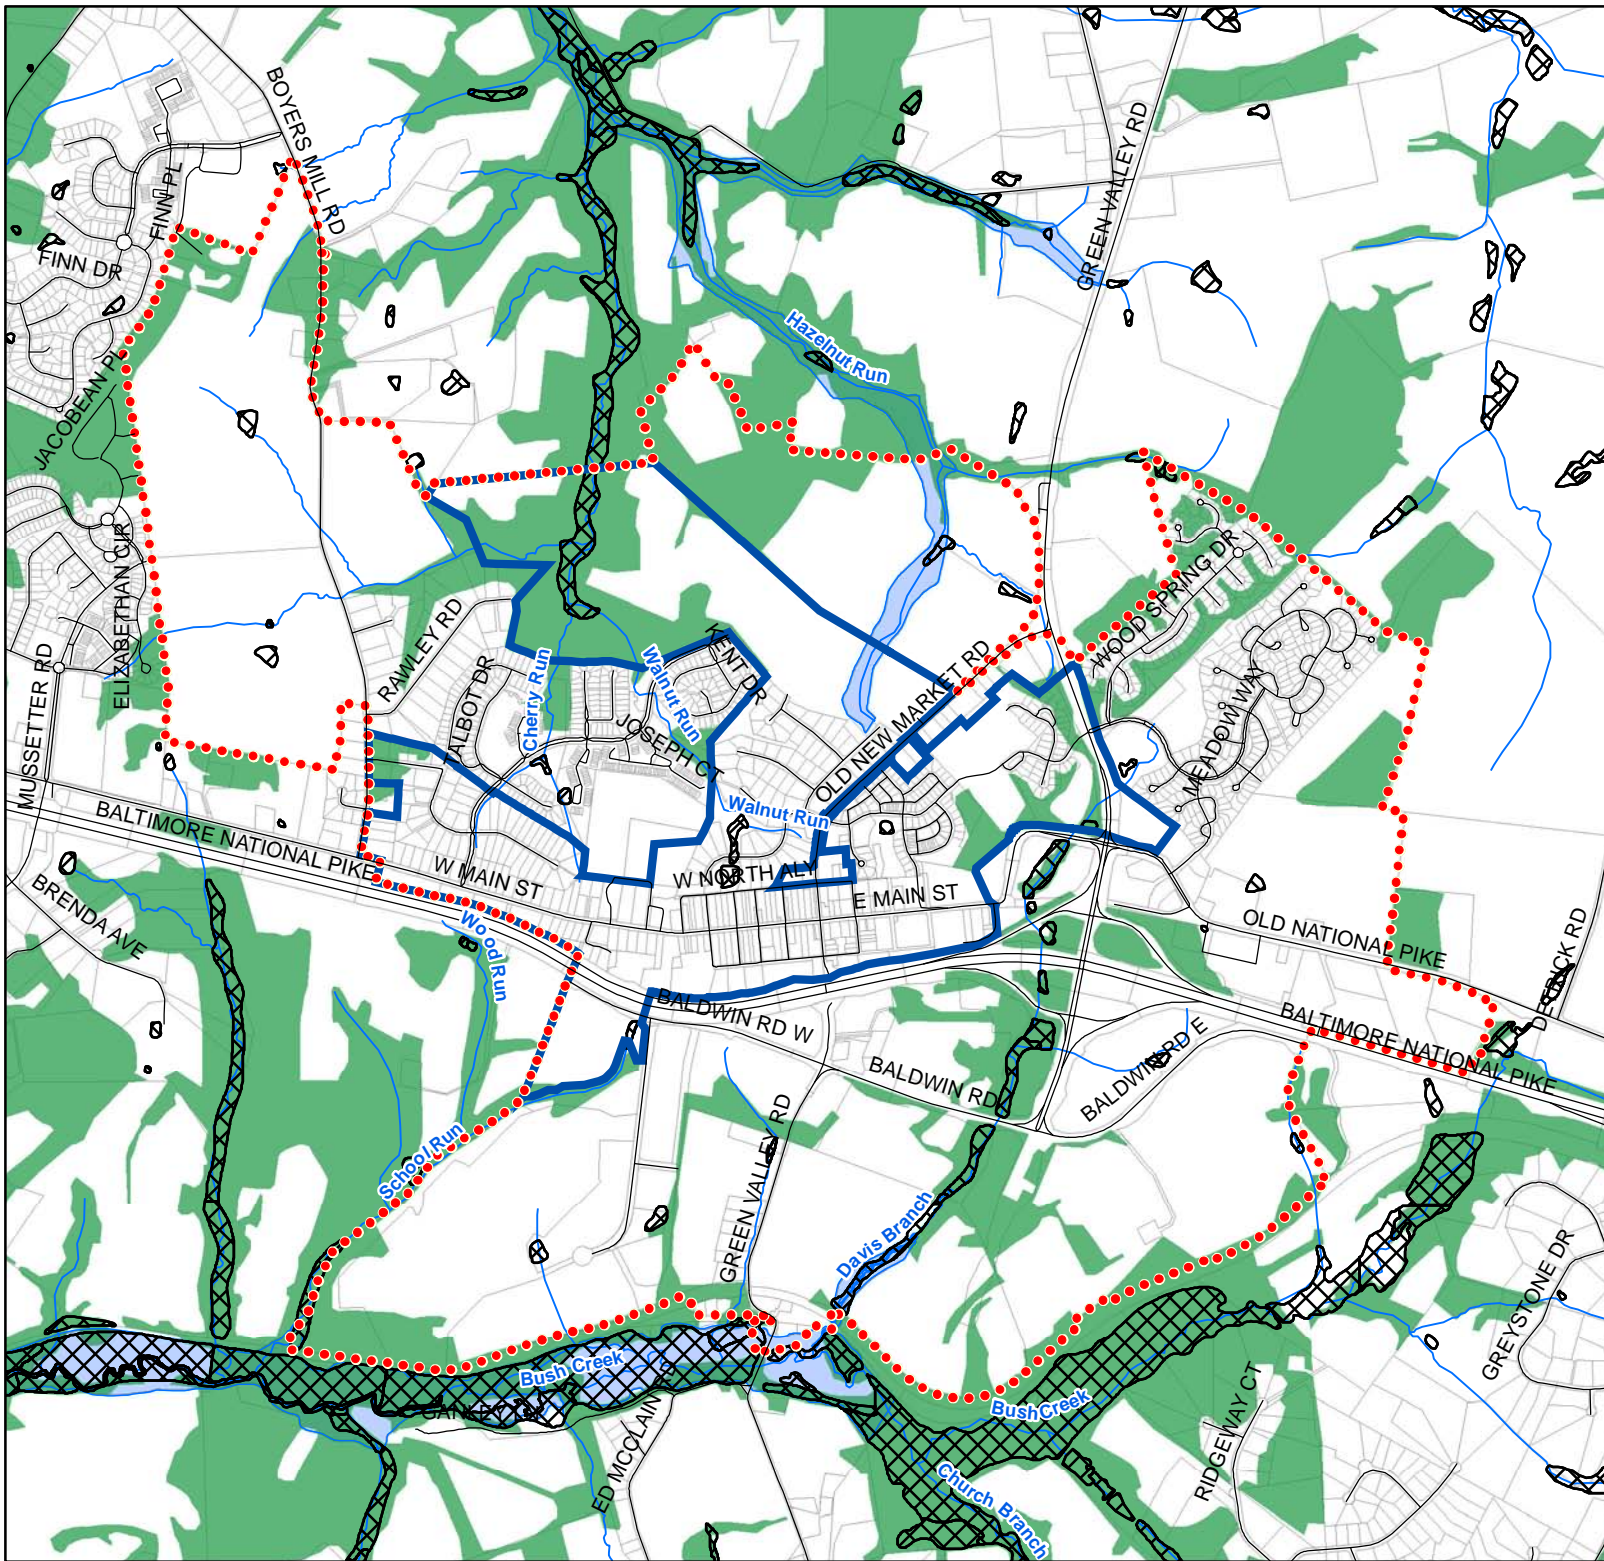 BOYERS MILL RD
FINN PL
FINN DR
GREEN VALLEY RD
Hazelnut Run
JACOBEAN PL
ELIZABETHAN CIR
MUSSETTER RD
RAWLEY RD
TALBOT DR
Cherry Run
Walnut Run
KENT DR
JOSEPH CT
Walnut Run
OLD NEW MARKET RD
WOOD SPRING DR
MEADOW WAY
BALTIMORE NATIONAL PIKE
W MAIN ST
W NORTH ALY
E MAIN ST
BRENDA AVE
Wood Run
OLD NATIONAL PIKE
DETRICK RD
BALDWIN RD W
BALTIMORE NATIONAL PIKE
BALDWIN RD
BALDWIN RD E
School Run
GREEN VALLEY RD
Davis Branch
GREYSTONE DR
Bush Creek
Bush Creek
ED MCCLAIN RD
RIDGEWAY CT
Church Branch